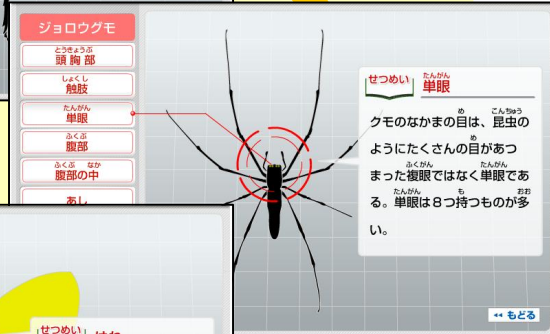 ジョロウグモ
とうきょうぶ
頭胸部
しょくし
触肢
たんがん
単眼
ふくぶ
腹部
ふくぶ なか
腹部の中
あし
せつめい
たんがん
単眼
め こんちゅう
クモのなかまの目は、昆虫の
め
ようにたくさんの目があつ
ふくがん たんがん
まった複眼ではなく単眼であ
たんがん も おお
る。単眼は8つ持つものが多
い。
もどる
せつめい